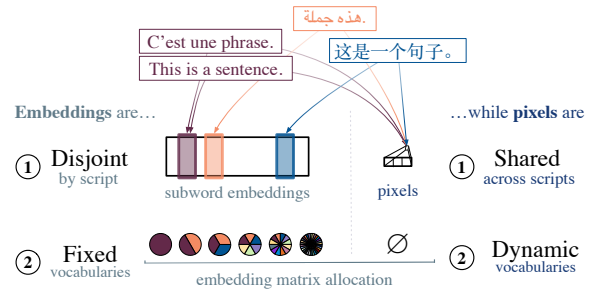 هذه جملة.
C'est une phrase.
这是一个句子。
This is a sentence.
Embeddings are…
…while pixels are
1 Disjoint
by script
subword embeddings
pixels
1 Shared
across scripts
2 Fixed
vocabularies
∅
2 Dynamic
vocabularies
embedding matrix allocation